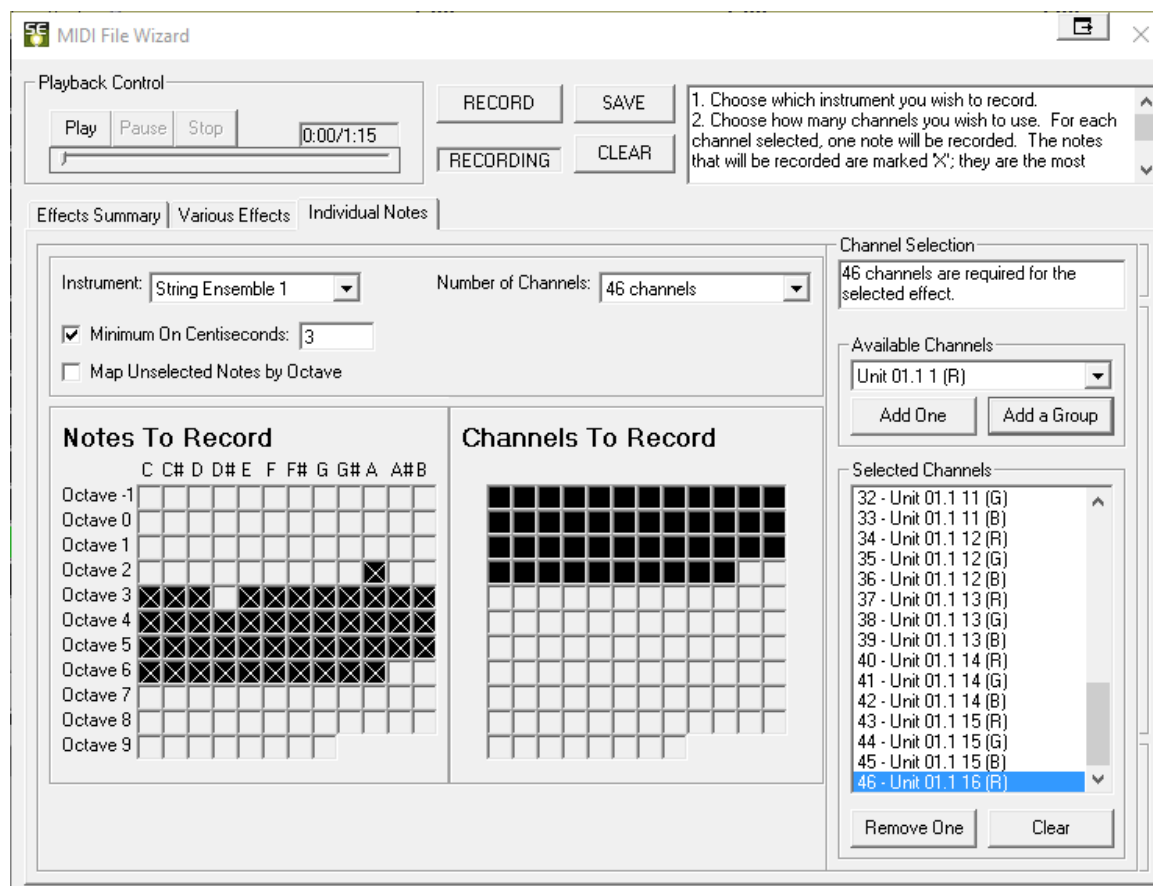 SE
MIDI File Wizard
Playback Control
Play
Pause
Stop
0:00/1:15
RECORD
SAVE
RECORDING
CLEAR
1. Choose which instrument you wish to record.
2. Choose how many channels you wish to use. For each
channel selected, one note will be recorded. The notes
that will be recorded are marked 'X'; they are the most
Effects Summary
Various Effects
Individual Notes
Instrument:
String Ensemble 1
Number of Channels:
46 channels
Minimum On Centiseconds:
3
Map Unselected Notes by Octave
Notes To Record
C C# D D# E F F# G G# A A# B
Octave -1
Octave 0
Octave 1
Octave 2
Octave 3
Octave 4
Octave 5
Octave 6
Octave 7
Octave 8
Octave 9
Channels To Record
Channel Selection
46 channels are required for the
selected effect.
Available Channels
Unit 01.1 1 (R)
Add One
Add a Group
Selected Channels
32 - Unit 01.1 11 (G)
33 - Unit 01.1 11 (B)
34 - Unit 01.1 12 (R)
35 - Unit 01.1 12 (G)
36 - Unit 01.1 12 (B)
37 - Unit 01.1 13 (R)
38 - Unit 01.1 13 (G)
39 - Unit 01.1 13 (B)
40 - Unit 01.1 14 (R)
41 - Unit 01.1 14 (G)
42 - Unit 01.1 14 (B)
43 - Unit 01.1 15 (R)
44 - Unit 01.1 15 (G)
45 - Unit 01.1 15 (B)
46 - Unit 01.1 16 (R)
Remove One
Clear